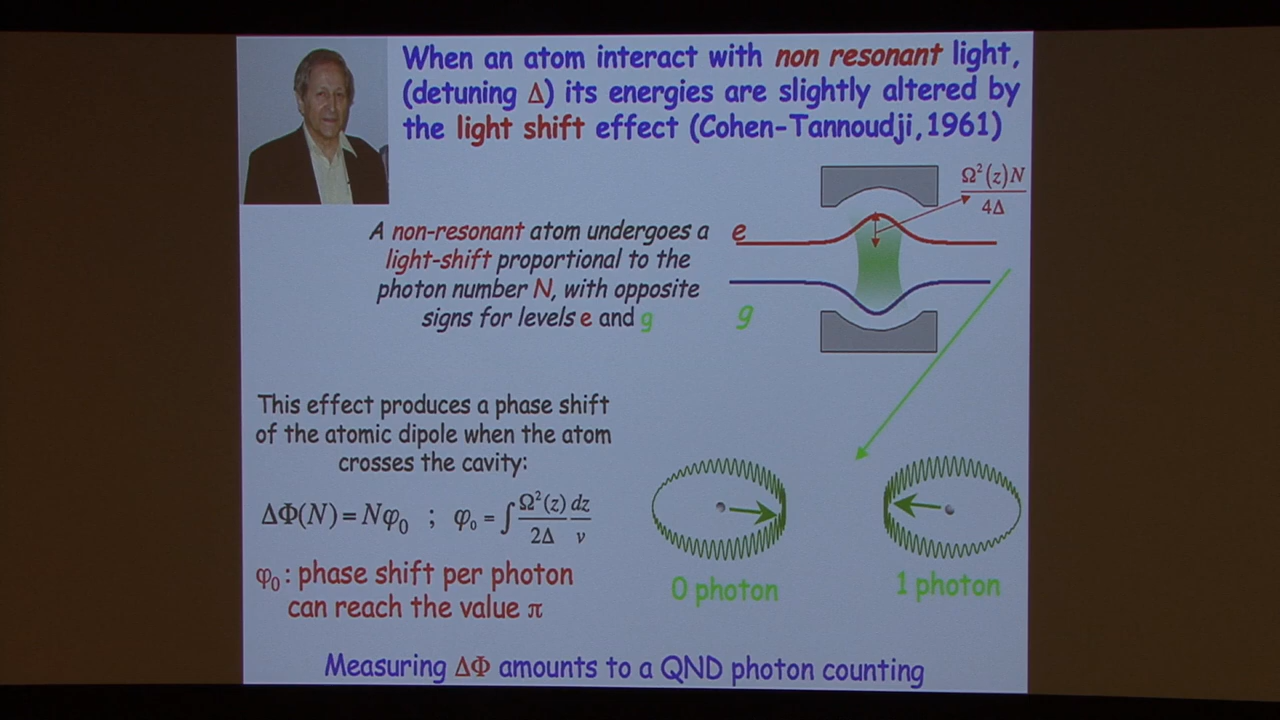 When an atom interact with non resonant light,
(detuning Δ) its energies are slightly altered by
the light shift effect (Cohen-Tannoudji,1961)
Ω²(z)N
4Δ
A non-resonant atom undergoes a
light-shift proportional to the
photon number N, with opposite
signs for levels e and g
e
g
This effect produces a phase shift
of the atomic dipole when the atom
crosses the cavity:
ΔΦ(N) = Nφ₀ ; φ₀ = ∫ Ω²(z)/2Δ dz/v
φ₀ : phase shift per photon
can reach the value π
0 photon
1 photon
Measuring ΔΦ amounts to a QND photon counting